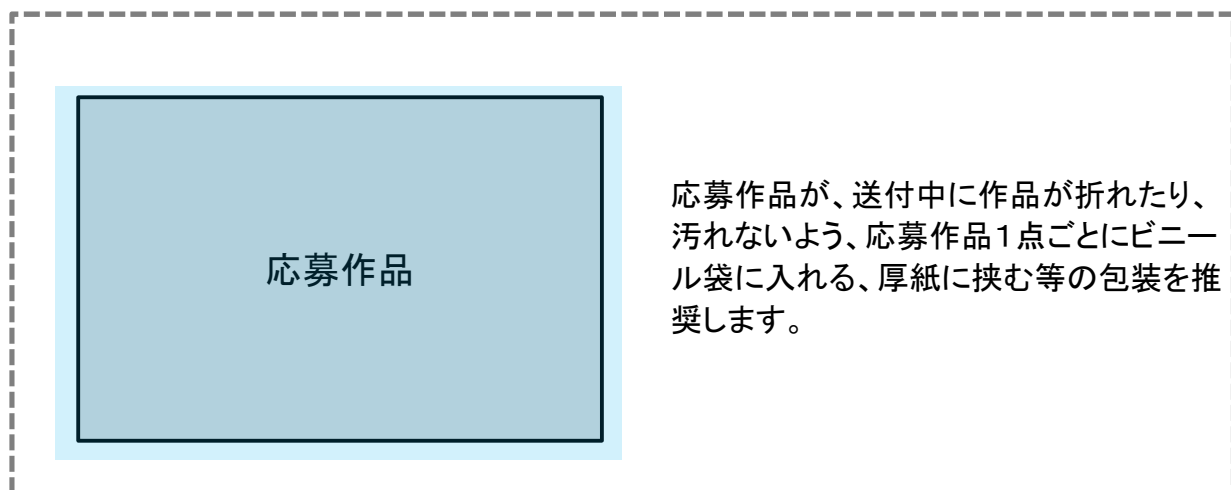 応募作品
応募作品が、送付中に作品が折れたり、
汚れないよう、応募作品１点ごとにビニー
ル袋に入れる、厚紙に挟む等の包装を推
奨します。